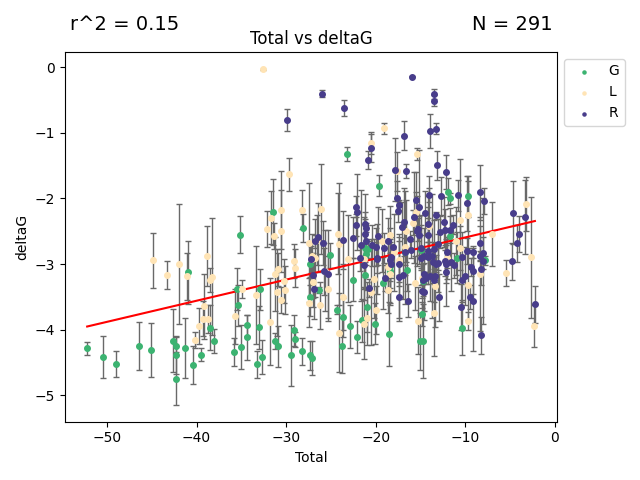 r^2 = 0.15 N = 291
Total vs deltaG
G
L
R
0
−1
−2
−3
−4
−5
deltaG
−50 −40 −30 −20 −10 0
Total